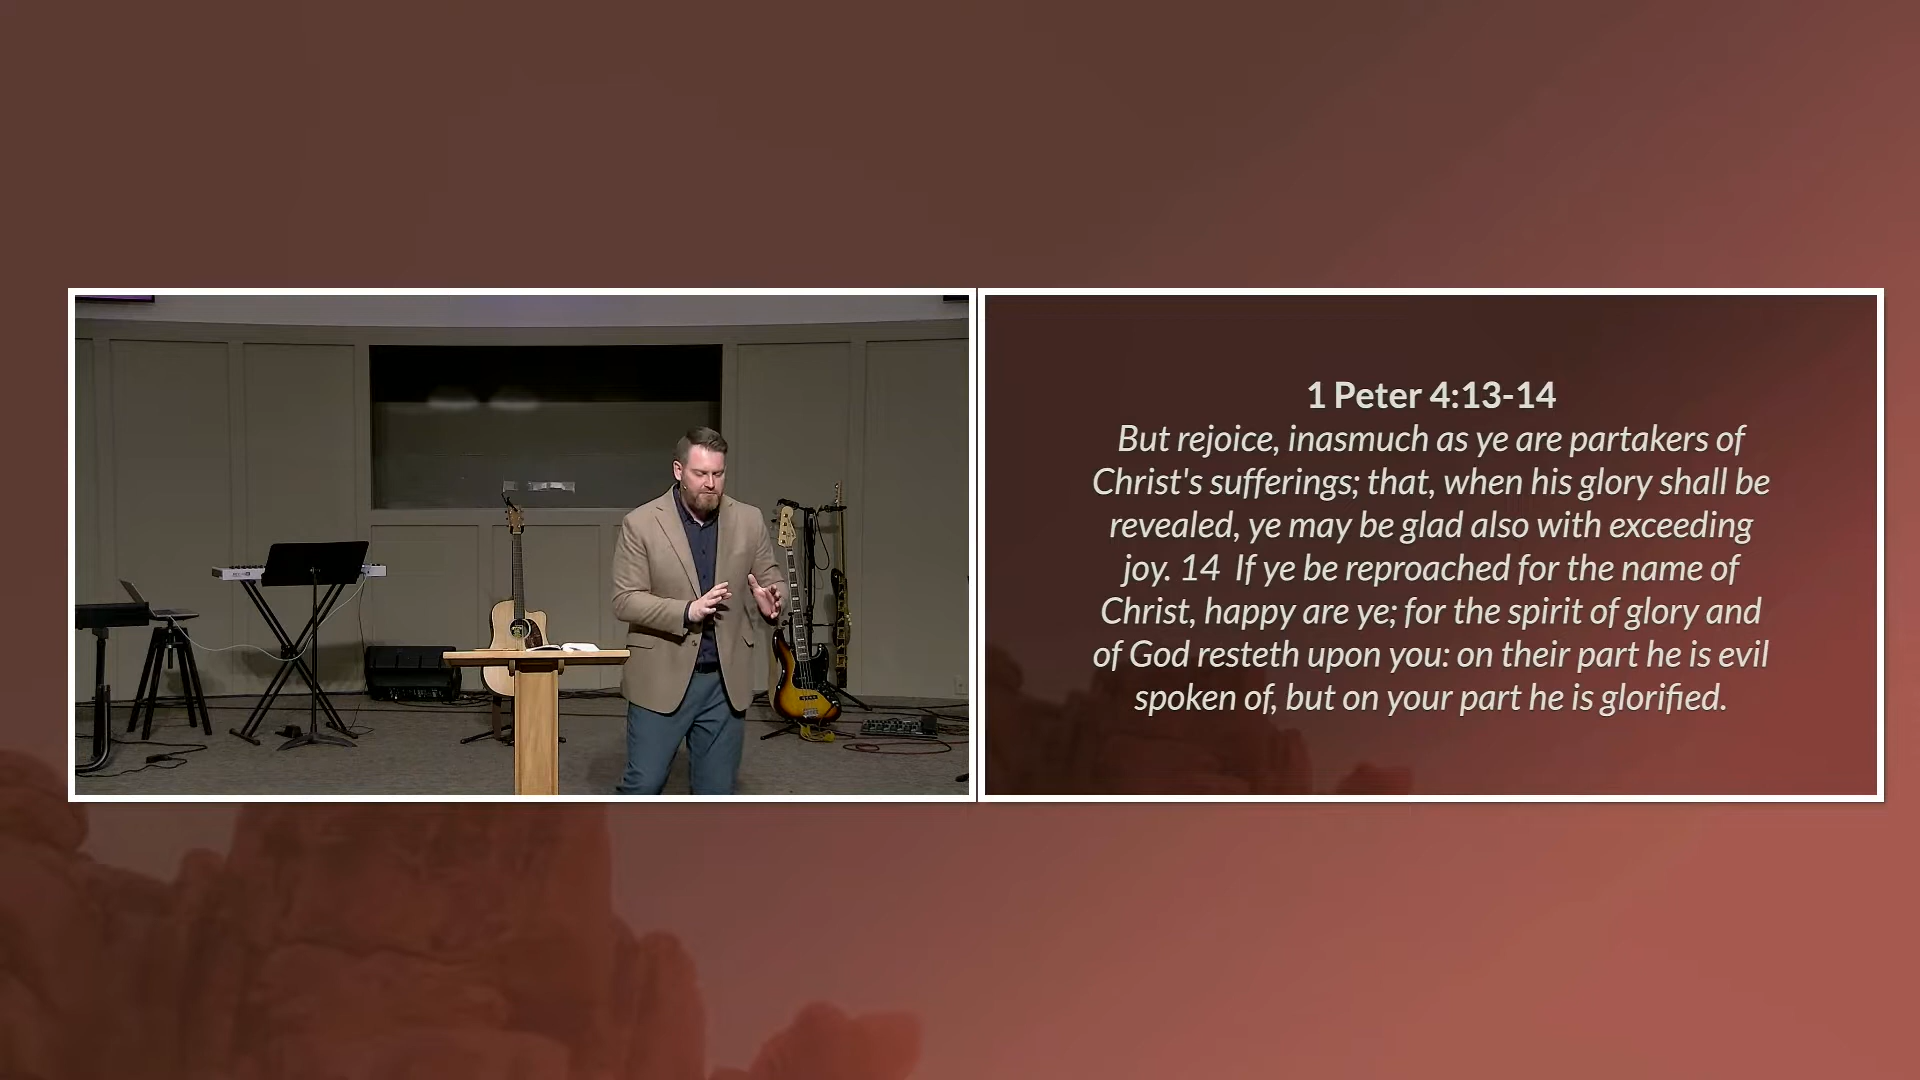 1 Peter 4:13-14
But rejoice, inasmuch as ye are partakers of
Christ's sufferings; that, when his glory shall be
revealed, ye may be glad also with exceeding
joy. 14  If ye be reproached for the name of
Christ, happy are ye; for the spirit of glory and
of God resteth upon you: on their part he is evil
spoken of, but on your part he is glorified.